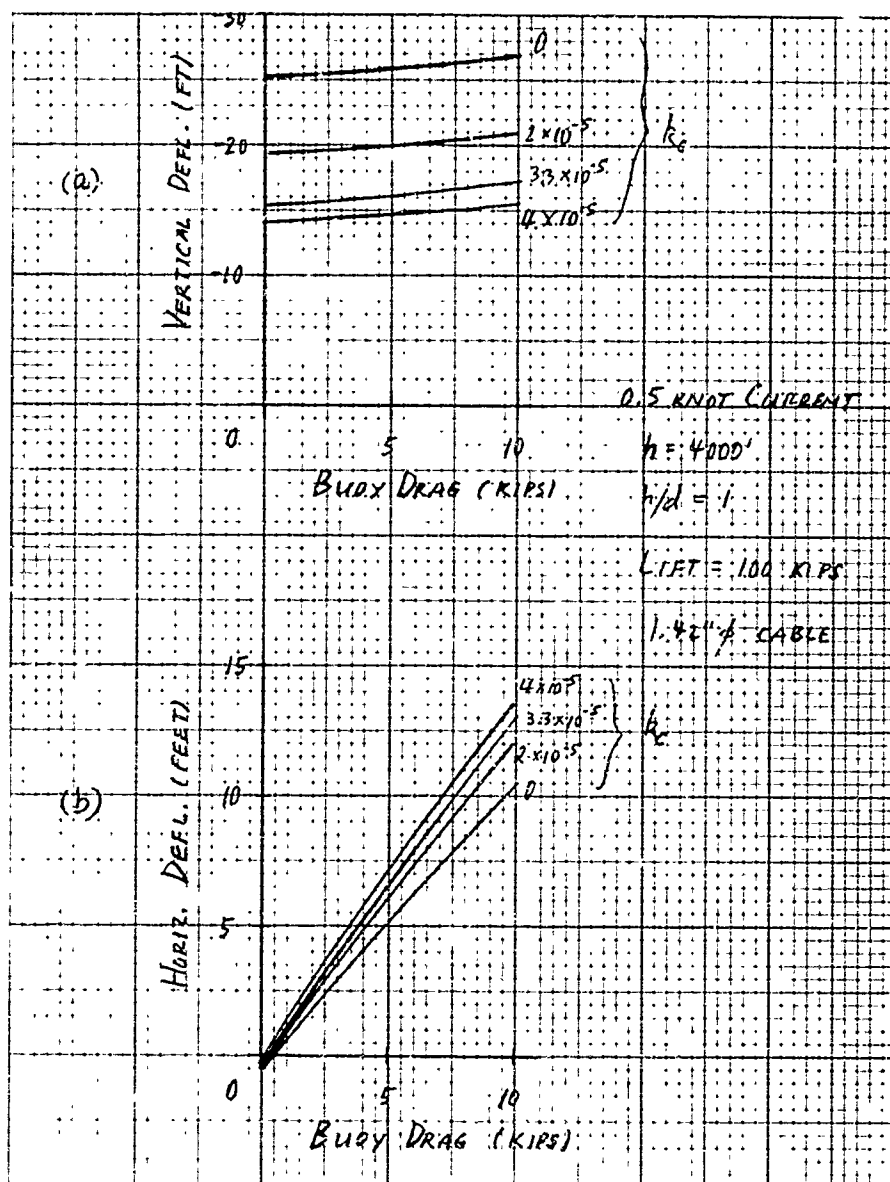 -30
0
VERTICAL DEFL. (FT)
-20
2×10⁻⁵
k₆
(a)
3.3×10⁻⁵
4×10⁻⁵
-10
0.5 KNOT CURRENT
0
5
10
h = 4000'
BUOY DRAG (KIPS)
h/d = 1
LIFT = 100 KIPS
1.42"ϕ CABLE
15
4×10⁻⁵
3.3×10⁻⁵
k_c
2×10⁻⁵
HORIZ. DEFL. (FEET)
10
0
(b)
5
0
5
10
BUOY DRAG (KIPS)